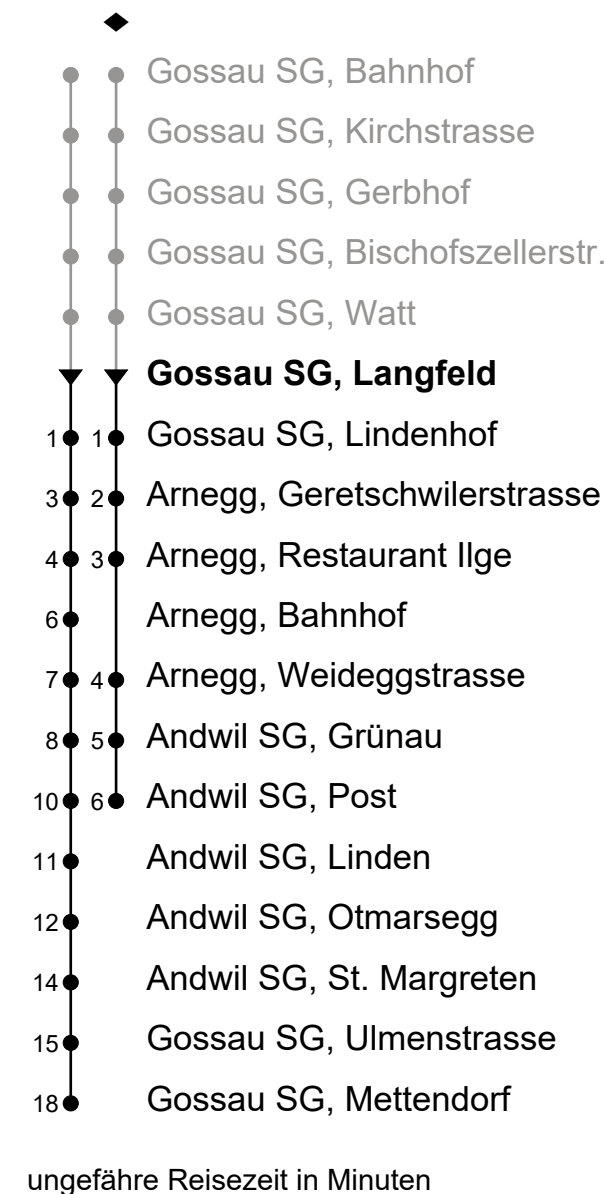 Gossau SG, Bahnhof
Gossau SG, Kirchstrasse
Gossau SG, Gerbhof
Gossau SG, Bischofszellerstr.
Gossau SG, Watt
Gossau SG, Langfeld
1 1 Gossau SG, Lindenhof
3 2 Arnegg, Geretschwilerstrasse
4 3 Arnegg, Restaurant Ilge
6 Arnegg, Bahnhof
7 4 Arnegg, Weideggstrasse
8 5 Andwil SG, Grünau
10 6 Andwil SG, Post
11 Andwil SG, Linden
12 Andwil SG, Otmarsegg
14 Andwil SG, St. Margreten
15 Gossau SG, Ulmenstrasse
18 Gossau SG, Mettendorf
ungefähre Reisezeit in Minuten